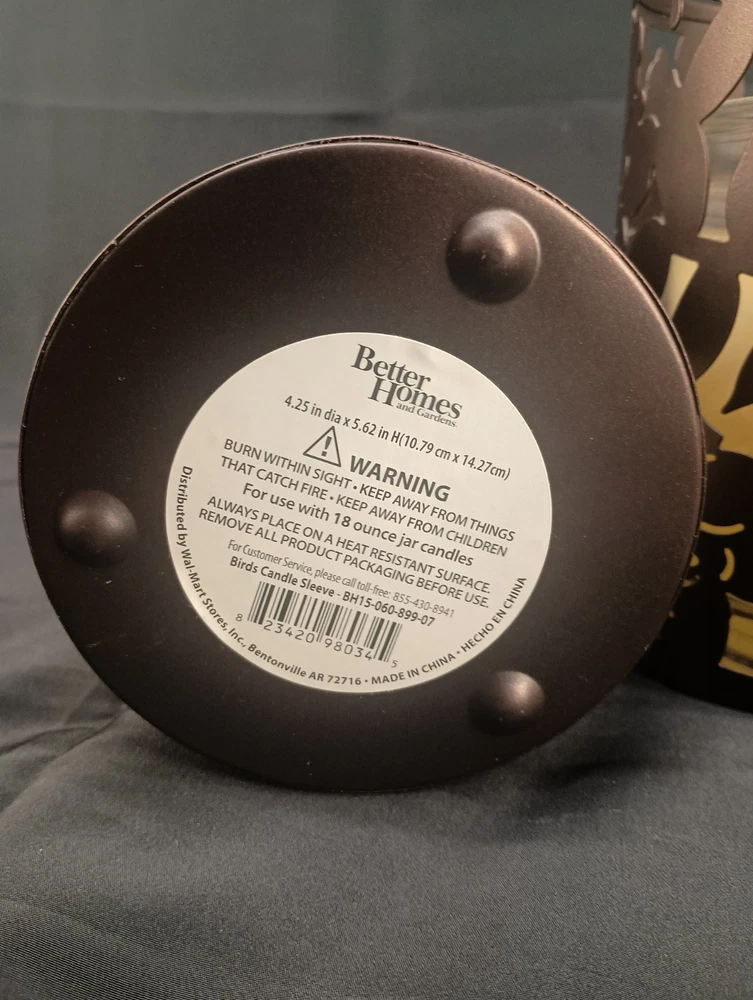 Better
Homes
and Gardens
4.25 in dia x 5.62 in H(10.79 cm x 14.27cm)
WARNING
BURN WITHIN SIGHT • KEEP AWAY FROM THINGS
THAT CATCH FIRE • KEEP AWAY FROM CHILDREN
For use with 18 ounce jar candles
ALWAYS PLACE ON A HEAT RESISTANT SURFACE.
REMOVE ALL PRODUCT PACKAGING BEFORE USE.
For Customer Service, please call toll-free: 855-430-8941
Birds Candle Sleeve - BH15-060-899-07
8 23420 98034 5
Distributed by Wal-Mart Stores, Inc., Bentonville AR 72716 • MADE IN CHINA • HECHO EN CHINA